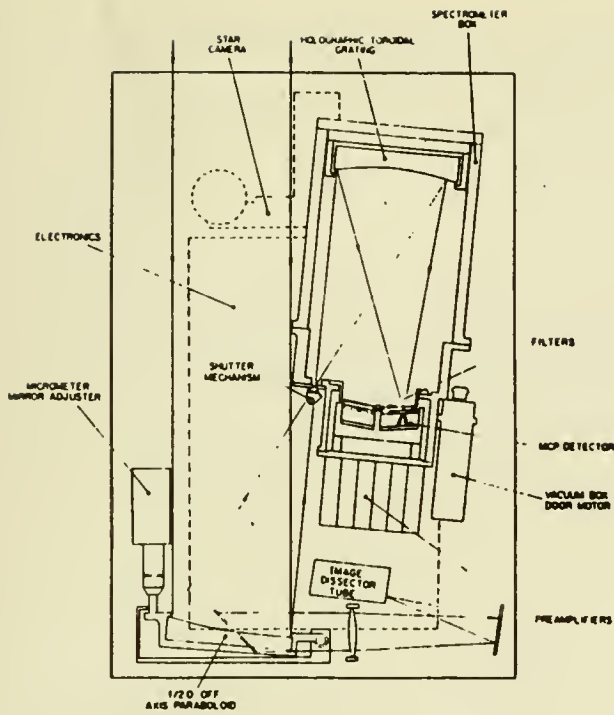 SPECTROMETER
BOX
STAR
CAMERA
HOLOGRAPHIC TOROIDAL
GRATING
ELECTRONICS
FILTERS
SHUTTER
MECHANISM
MICROMETER
MIRROR ADJUSTER
MCP DETECTOR
VACUUM BOX
DOOR MOTOR
IMAGE
DISSECTOR
TUBE
PREAMPLIFIERS
1/2 D OFF
AXIS PARABOLOID